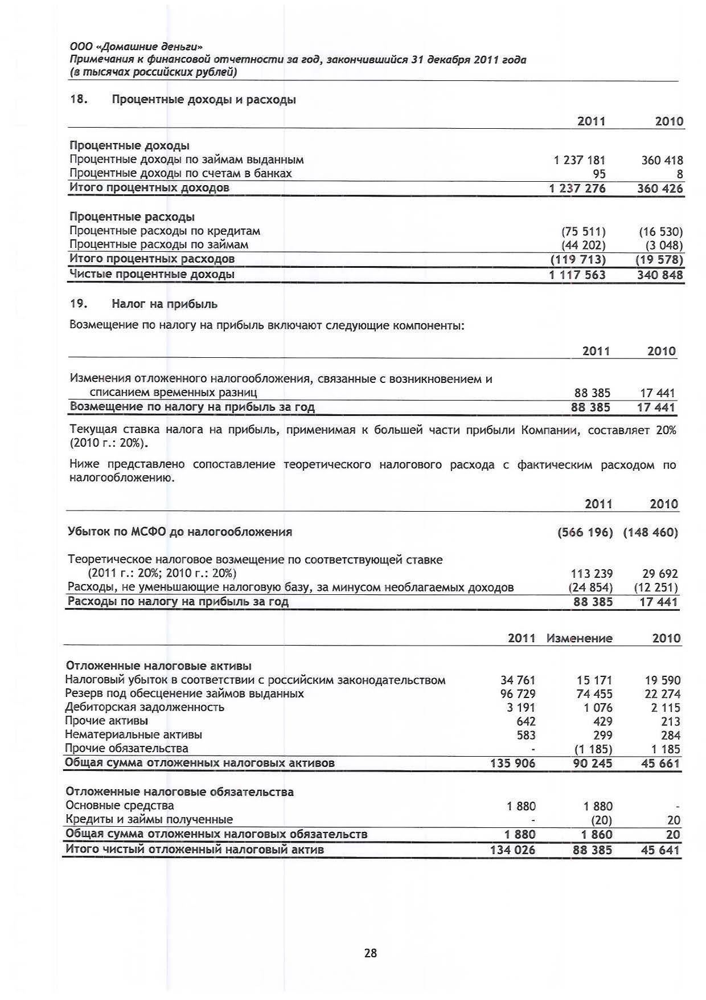 ООО «Домашние деньги»
Примечания к финансовой отчетности за год, закончившийся 31 декабря 2011 года
(в тысячах российских рублей)
18. Процентные доходы и расходы
2011 2010
Процентные доходы
Процентные доходы по займам выданным 1 237 181 360 418
Процентные доходы по счетам в банках 95 8
Итого процентных доходов 1 237 276 360 426
Процентные расходы
Процентные расходы по кредитам (75 511) (16 530)
Процентные расходы по займам (44 202) (3 048)
Итого процентных расходов (119 713) (19 578)
Чистые процентные доходы 1 117 563 340 848
19. Налог на прибыль
Возмещение по налогу на прибыль включают следующие компоненты:
2011 2010
Изменения отложенного налогообложения, связанные с возникновением и
списанием временных разниц 88 385 17 441
Возмещение по налогу на прибыль за год 88 385 17 441
Текущая ставка налога на прибыль, применимая к большей части прибыли Компании, составляет 20%
(2010 г.: 20%).
Ниже представлено сопоставление теоретического налогового расхода с фактическим расходом по
налогообложению.
2011 2010
Убыток по МСФО до налогообложения (566 196) (148 460)
Теоретическое налоговое возмещение по соответствующей ставке
(2011 г.: 20%; 2010 г.: 20%) 113 239 29 692
Расходы, не уменьшающие налоговую базу, за минусом необлагаемых доходов (24 854) (12 251)
Расходы по налогу на прибыль за год 88 385 17 441
2011 Изменение 2010
Отложенные налоговые активы
Налоговый убыток в соответствии с российским законодательством 34 761 15 171 19 590
Резерв под обесценение займов выданных 96 729 74 455 22 274
Дебиторская задолженность 3 191 1 076 2 115
Прочие активы 642 429 213
Нематериальные активы 583 299 284
Прочие обязательства - (1 185) 1 185
Общая сумма отложенных налоговых активов 135 906 90 245 45 661
Отложенные налоговые обязательства
Основные средства 1 880 1 880 -
Кредиты и займы полученные - (20) 20
Общая сумма отложенных налоговых обязательств 1 880 1 860 20
Итого чистый отложенный налоговый актив 134 026 88 385 45 641
28